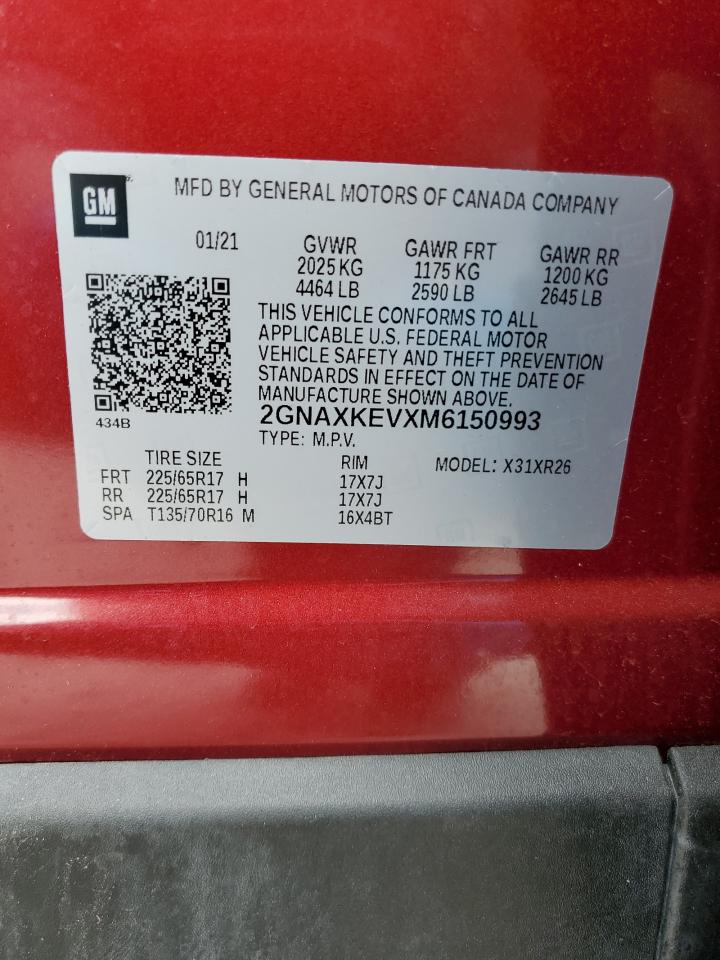 GM
MFD BY GENERAL MOTORS OF CANADA COMPANY
01/21 GVWR GAWR FRT GAWR RR
2025 KG 1175 KG 1200 KG
4464 LB 2590 LB 2645 LB
THIS VEHICLE CONFORMS TO ALL
APPLICABLE U.S. FEDERAL MOTOR
VEHICLE SAFETY AND THEFT PREVENTION
STANDARDS IN EFFECT ON THE DATE OF
MANUFACTURE SHOWN ABOVE.
434B
2GNAXKEVXM6150993
TYPE: M.P.V.
TIRE SIZE RIM MODEL: X31XR26
FRT 225/65R17 H 17X7J
RR 225/65R17 H 17X7J
SPA T135/70R16 M 16X4BT